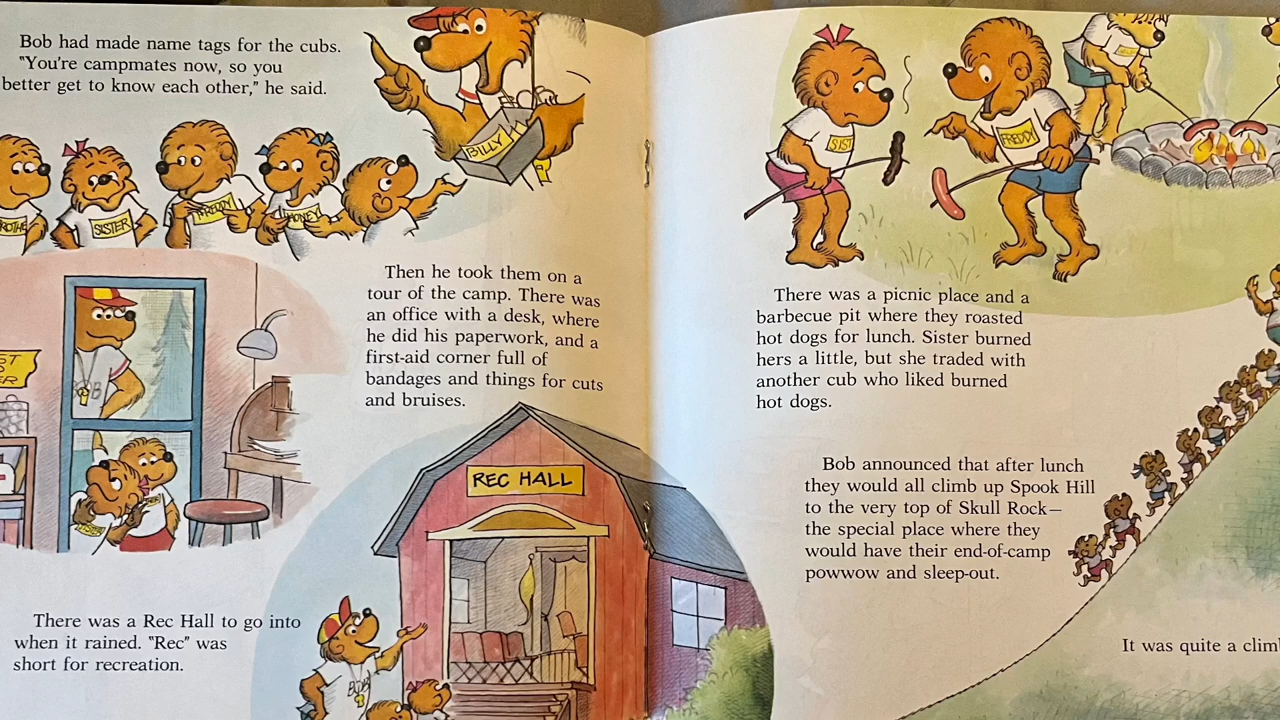 Bob had made name tags for the cubs.
"You're campmates now, so you
better get to know each other," he said.
BILLY
SISTER
FREDDY
HONEY
Then he took them on a
tour of the camp. There was
an office with a desk, where
he did his paperwork, and a
first-aid corner full of
bandages and things for cuts
and bruises.
BOB
REC HALL
There was a Rec Hall to go into
when it rained. "Rec" was
short for recreation.
BOB
SIST
FREDDY
There was a picnic place and a
barbecue pit where they roasted
hot dogs for lunch. Sister burned
hers a little, but she traded with
another cub who liked burned
hot dogs.
Bob announced that after lunch
they would all climb up Spook Hill
to the very top of Skull Rock—
the special place where they
would have their end-of-camp
powwow and sleep-out.
It was quite a clim